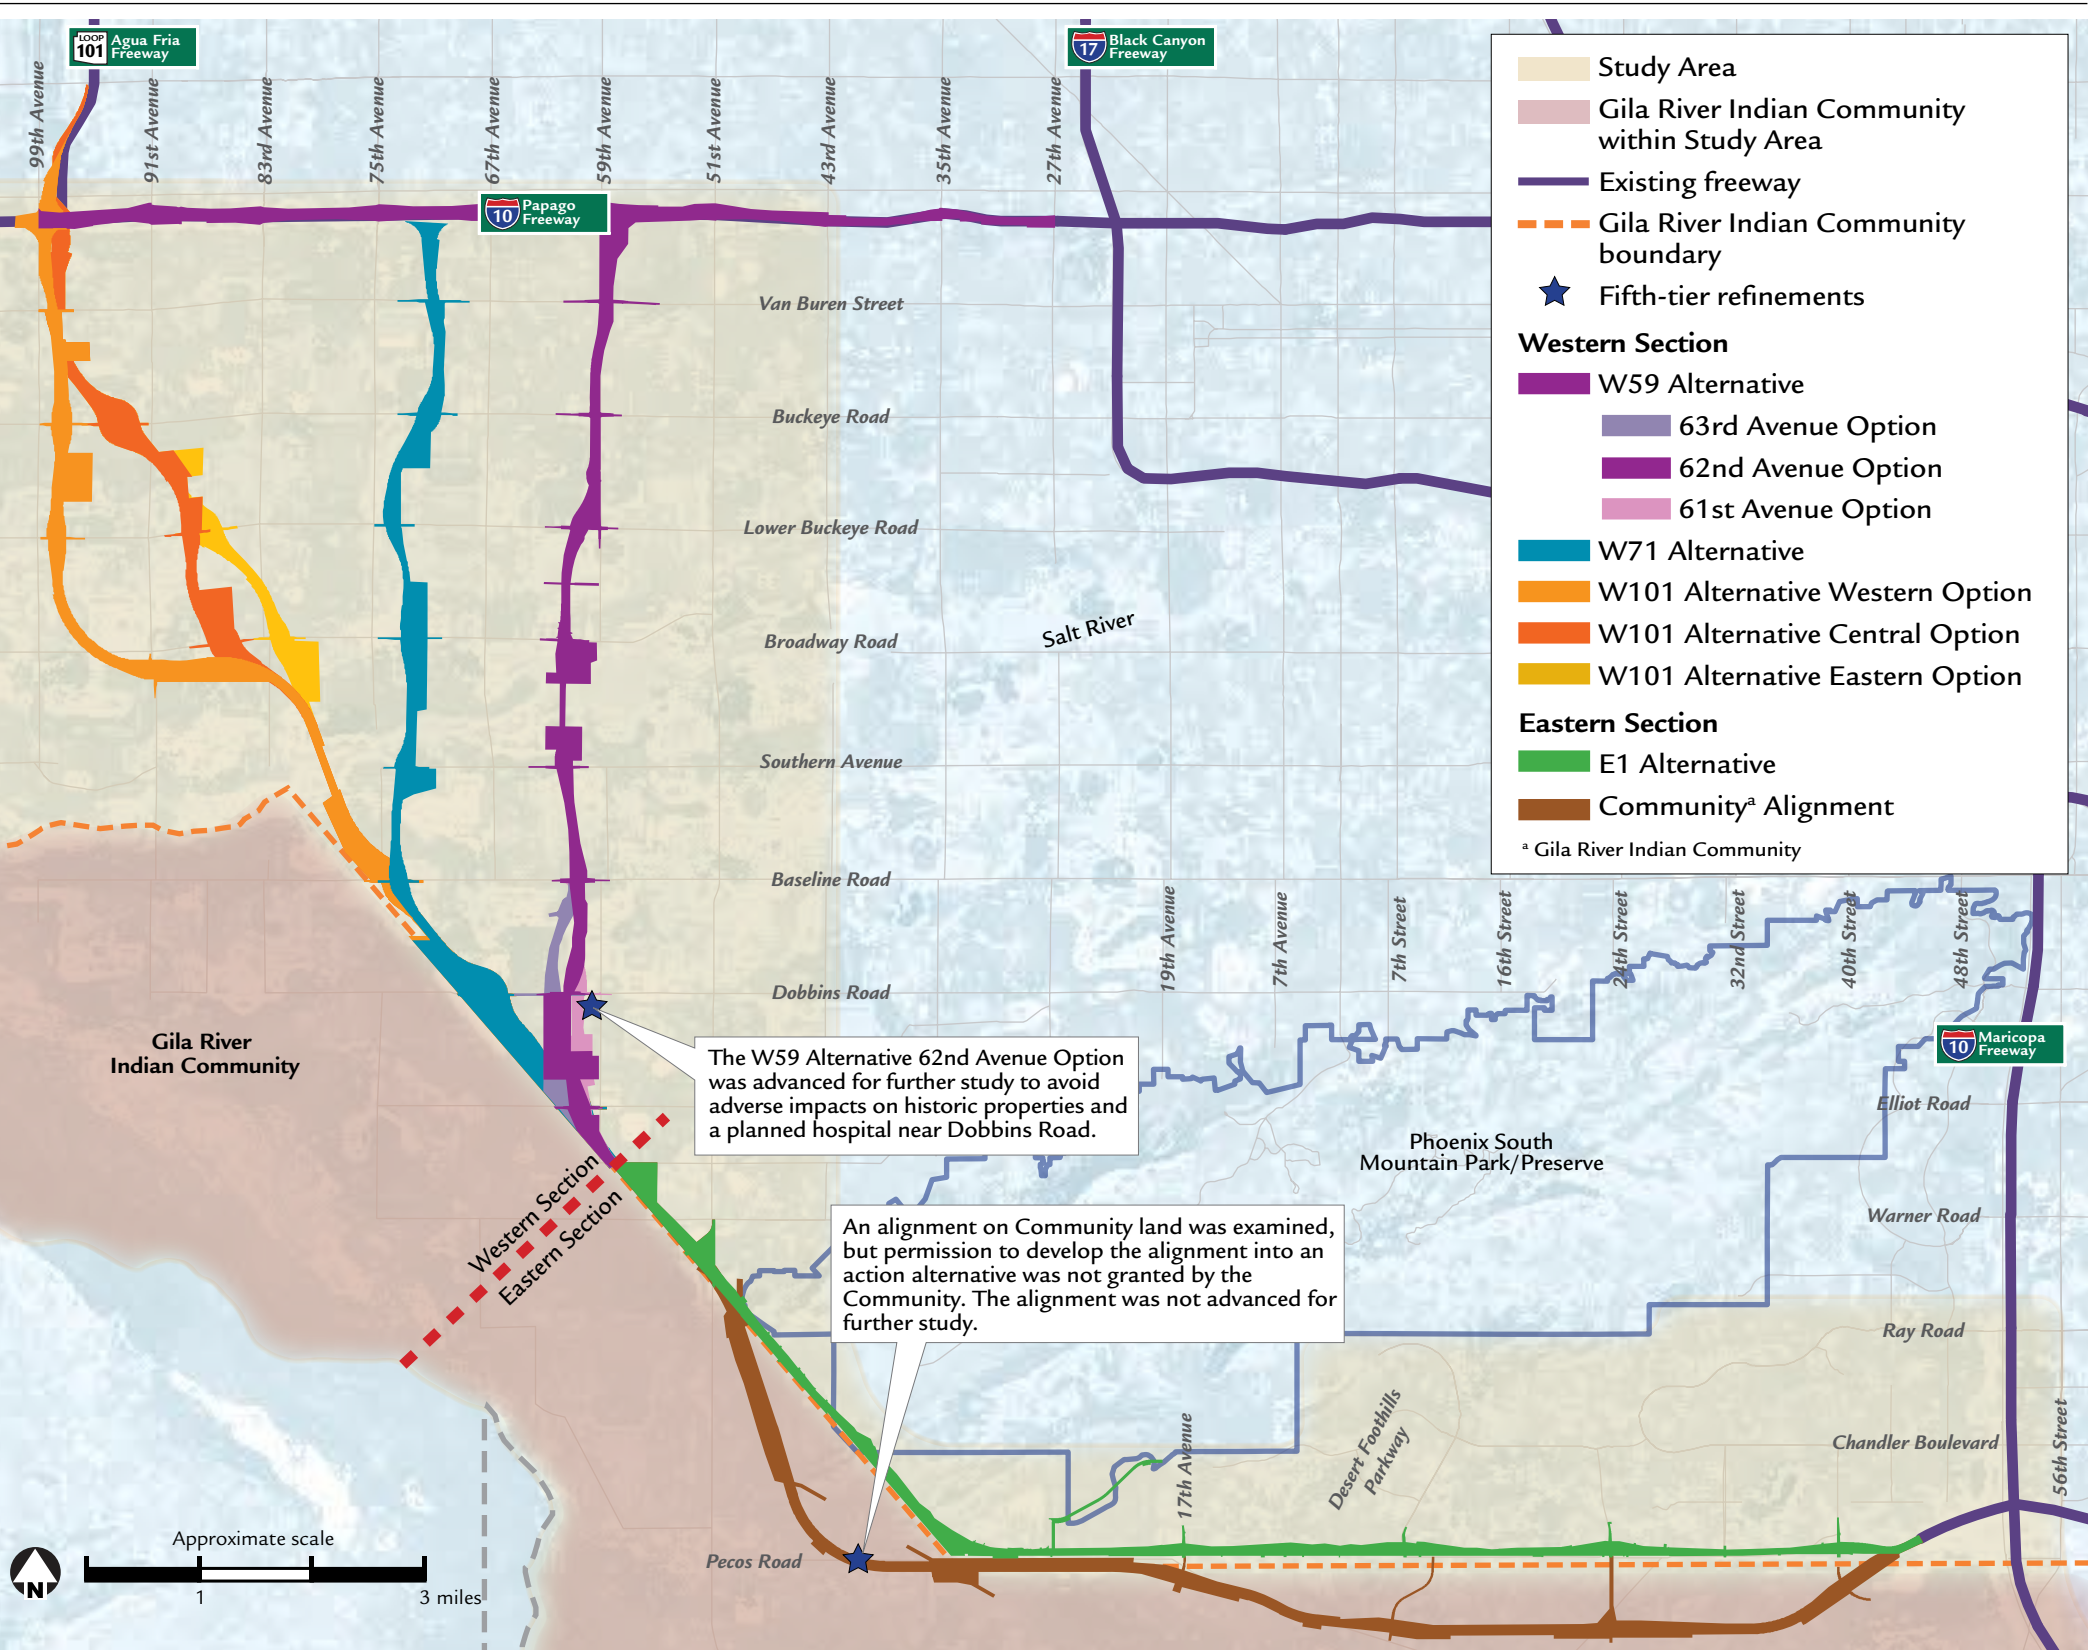 LOOP
101
Agua Fria
Freeway
17
Black Canyon
Freeway
99th Avenue
91st Avenue
83rd Avenue
75th Avenue
67th Avenue
59th Avenue
51st Avenue
43rd Avenue
35th Avenue
27th Avenue
10
Papago
Freeway
Study Area
Gila River Indian Community
within Study Area
Existing freeway
Gila River Indian Community
boundary
Fifth-tier refinements
Western Section
W59 Alternative
63rd Avenue Option
62nd Avenue Option
61st Avenue Option
W71 Alternative
W101 Alternative Western Option
W101 Alternative Central Option
W101 Alternative Eastern Option
Eastern Section
E1 Alternative
Communityᵃ Alignment
ᵃ Gila River Indian Community
Van Buren Street
Buckeye Road
Lower Buckeye Road
Broadway Road
Salt River
Southern Avenue
Baseline Road
Dobbins Road
19th Avenue
7th Avenue
7th Street
16th Street
24th Street
32nd Street
40th Street
48th Street
10
Maricopa
Freeway
Gila River
Indian Community
The W59 Alternative 62nd Avenue Option
was advanced for further study to avoid
adverse impacts on historic properties and
a planned hospital near Dobbins Road.
Elliot Road
Phoenix South
Mountain Park/Preserve
Western Section
Eastern Section
Warner Road
An alignment on Community land was examined,
but permission to develop the alignment into an
action alternative was not granted by the
Community. The alignment was not advanced for
further study.
Ray Road
Desert Foothills
Parkway
17th Avenue
Chandler Boulevard
56th Street
Pecos Road
Approximate scale
1
3 miles
N